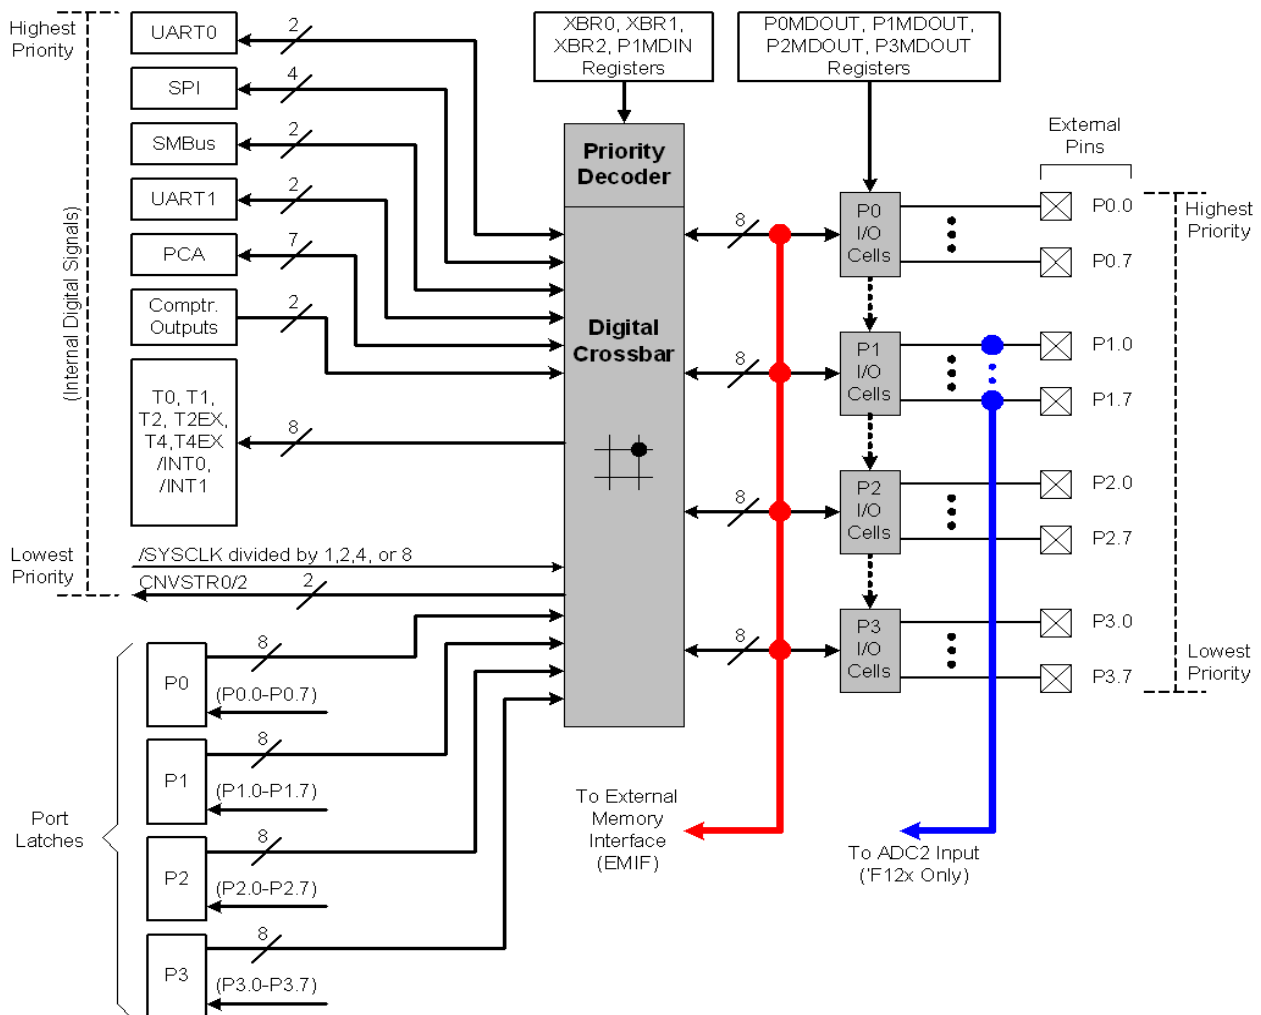 Highest
Priority
UART0
2
SPI
4
SMBus
2
UART1
2
PCA
7
Comptr.
Outputs
2
T0, T1,
T2, T2EX,
T4,T4EX
/INT0,
/INT1
8
(Internal Digital Signals)
Lowest
Priority
/SYSCLK divided by 1,2,4, or 8
CNVSTR0/2
2
XBR0, XBR1,
XBR2, P1MDIN
Registers
P0MDOUT, P1MDOUT,
P2MDOUT, P3MDOUT
Registers
Priority
Decoder
Digital
Crossbar
8
8
8
8
P0
I/O
Cells
P1
I/O
Cells
P2
I/O
Cells
P3
I/O
Cells
External
Pins
P0.0
P0.7
P1.0
P1.7
P2.0
P2.7
P3.0
P3.7
Highest
Priority
Lowest
Priority
Port
Latches
P0
8
(P0.0-P0.7)
P1
8
(P1.0-P1.7)
P2
8
(P2.0-P2.7)
P3
8
(P3.0-P3.7)
To External
Memory
Interface
(EMIF)
To ADC2 Input
('F12x Only)